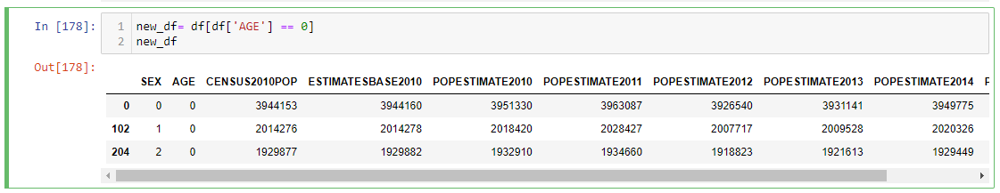 In [178]: 1 new_df= df[df['AGE'] == 0]
2 new_df
Out[178]:
SEX AGE CENSUS2010POP ESTIMATESBASE2010 POPESTIMATE2010 POPESTIMATE2011 POPESTIMATE2012 POPESTIMATE2013 POPESTIMATE2014 P
0 0 0 3944153 3944160 3951330 3963087 3926540 3931141 3949775
102 1 0 2014276 2014278 2018420 2028427 2007717 2009528 2020326
204 2 0 1929877 1929882 1932910 1934660 1918823 1921613 1929449